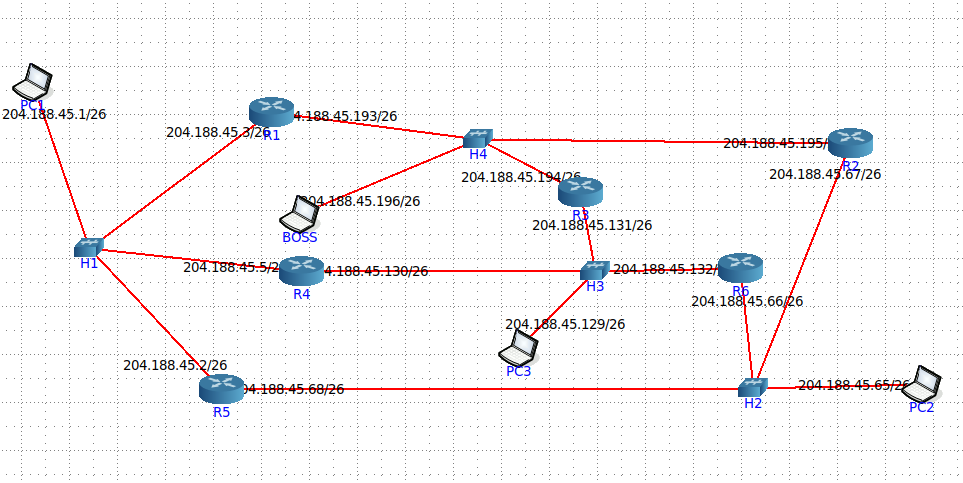 PC1
204.188.45.1/26
204.188.45.3/26
R1
4.188.45.193/26
H4
204.188.45.195/
R2
204.188.45.67/26
204.188.45.194/26
R3
204.188.45.196/26
BOSS
204.188.45.131/26
H1
204.188.45.5/2
R4
4.188.45.130/26
H3
204.188.45.132/
R6
204.188.45.66/26
204.188.45.129/26
PC3
204.188.45.2/26
R5
04.188.45.68/26
H2
204.188.45.65/26
PC2